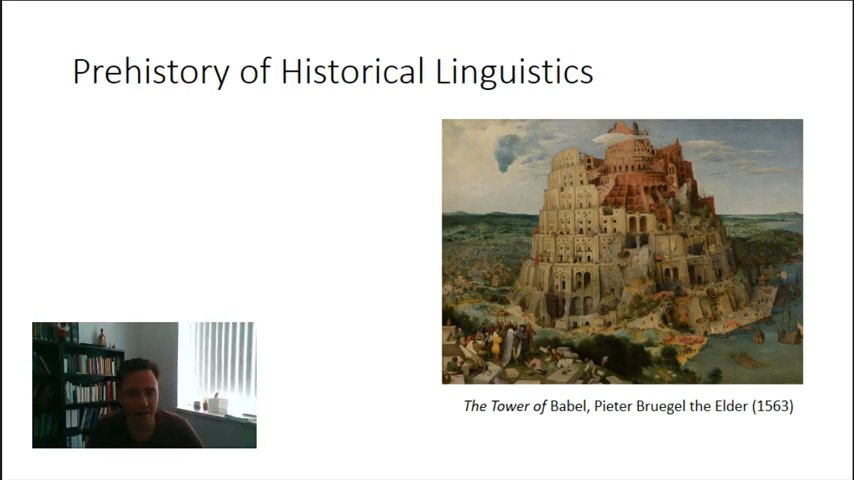 Prehistory of Historical Linguistics
The Tower of Babel, Pieter Bruegel the Elder (1563)